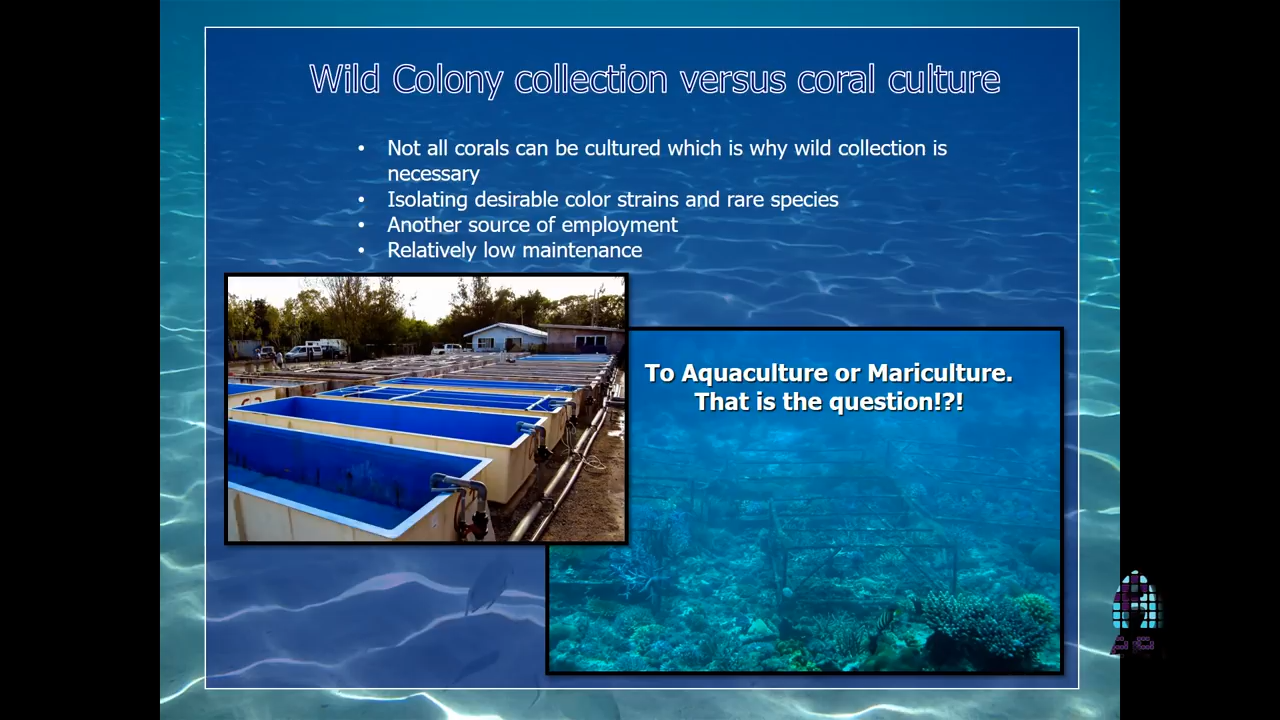 Wild Colony collection versus coral culture
• Not all corals can be cultured which is why wild collection is
necessary
• Isolating desirable color strains and rare species
• Another source of employment
• Relatively low maintenance
To Aquaculture or Mariculture.
That is the question!?!